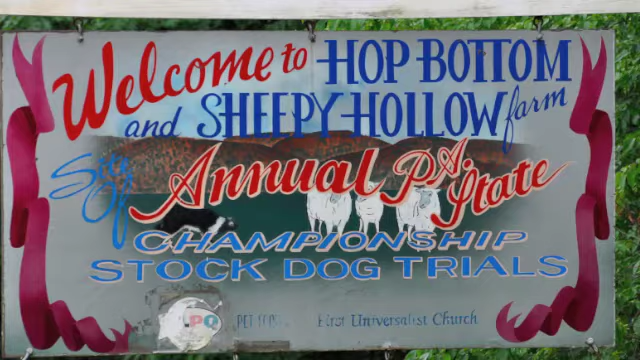 Welcome to HOP BOTTOM
and SHEEPY HOLLOW farm
Site Of Annual PA. State
CHAMPIONSHIP
STOCK DOG TRIALS
First Universalist Church